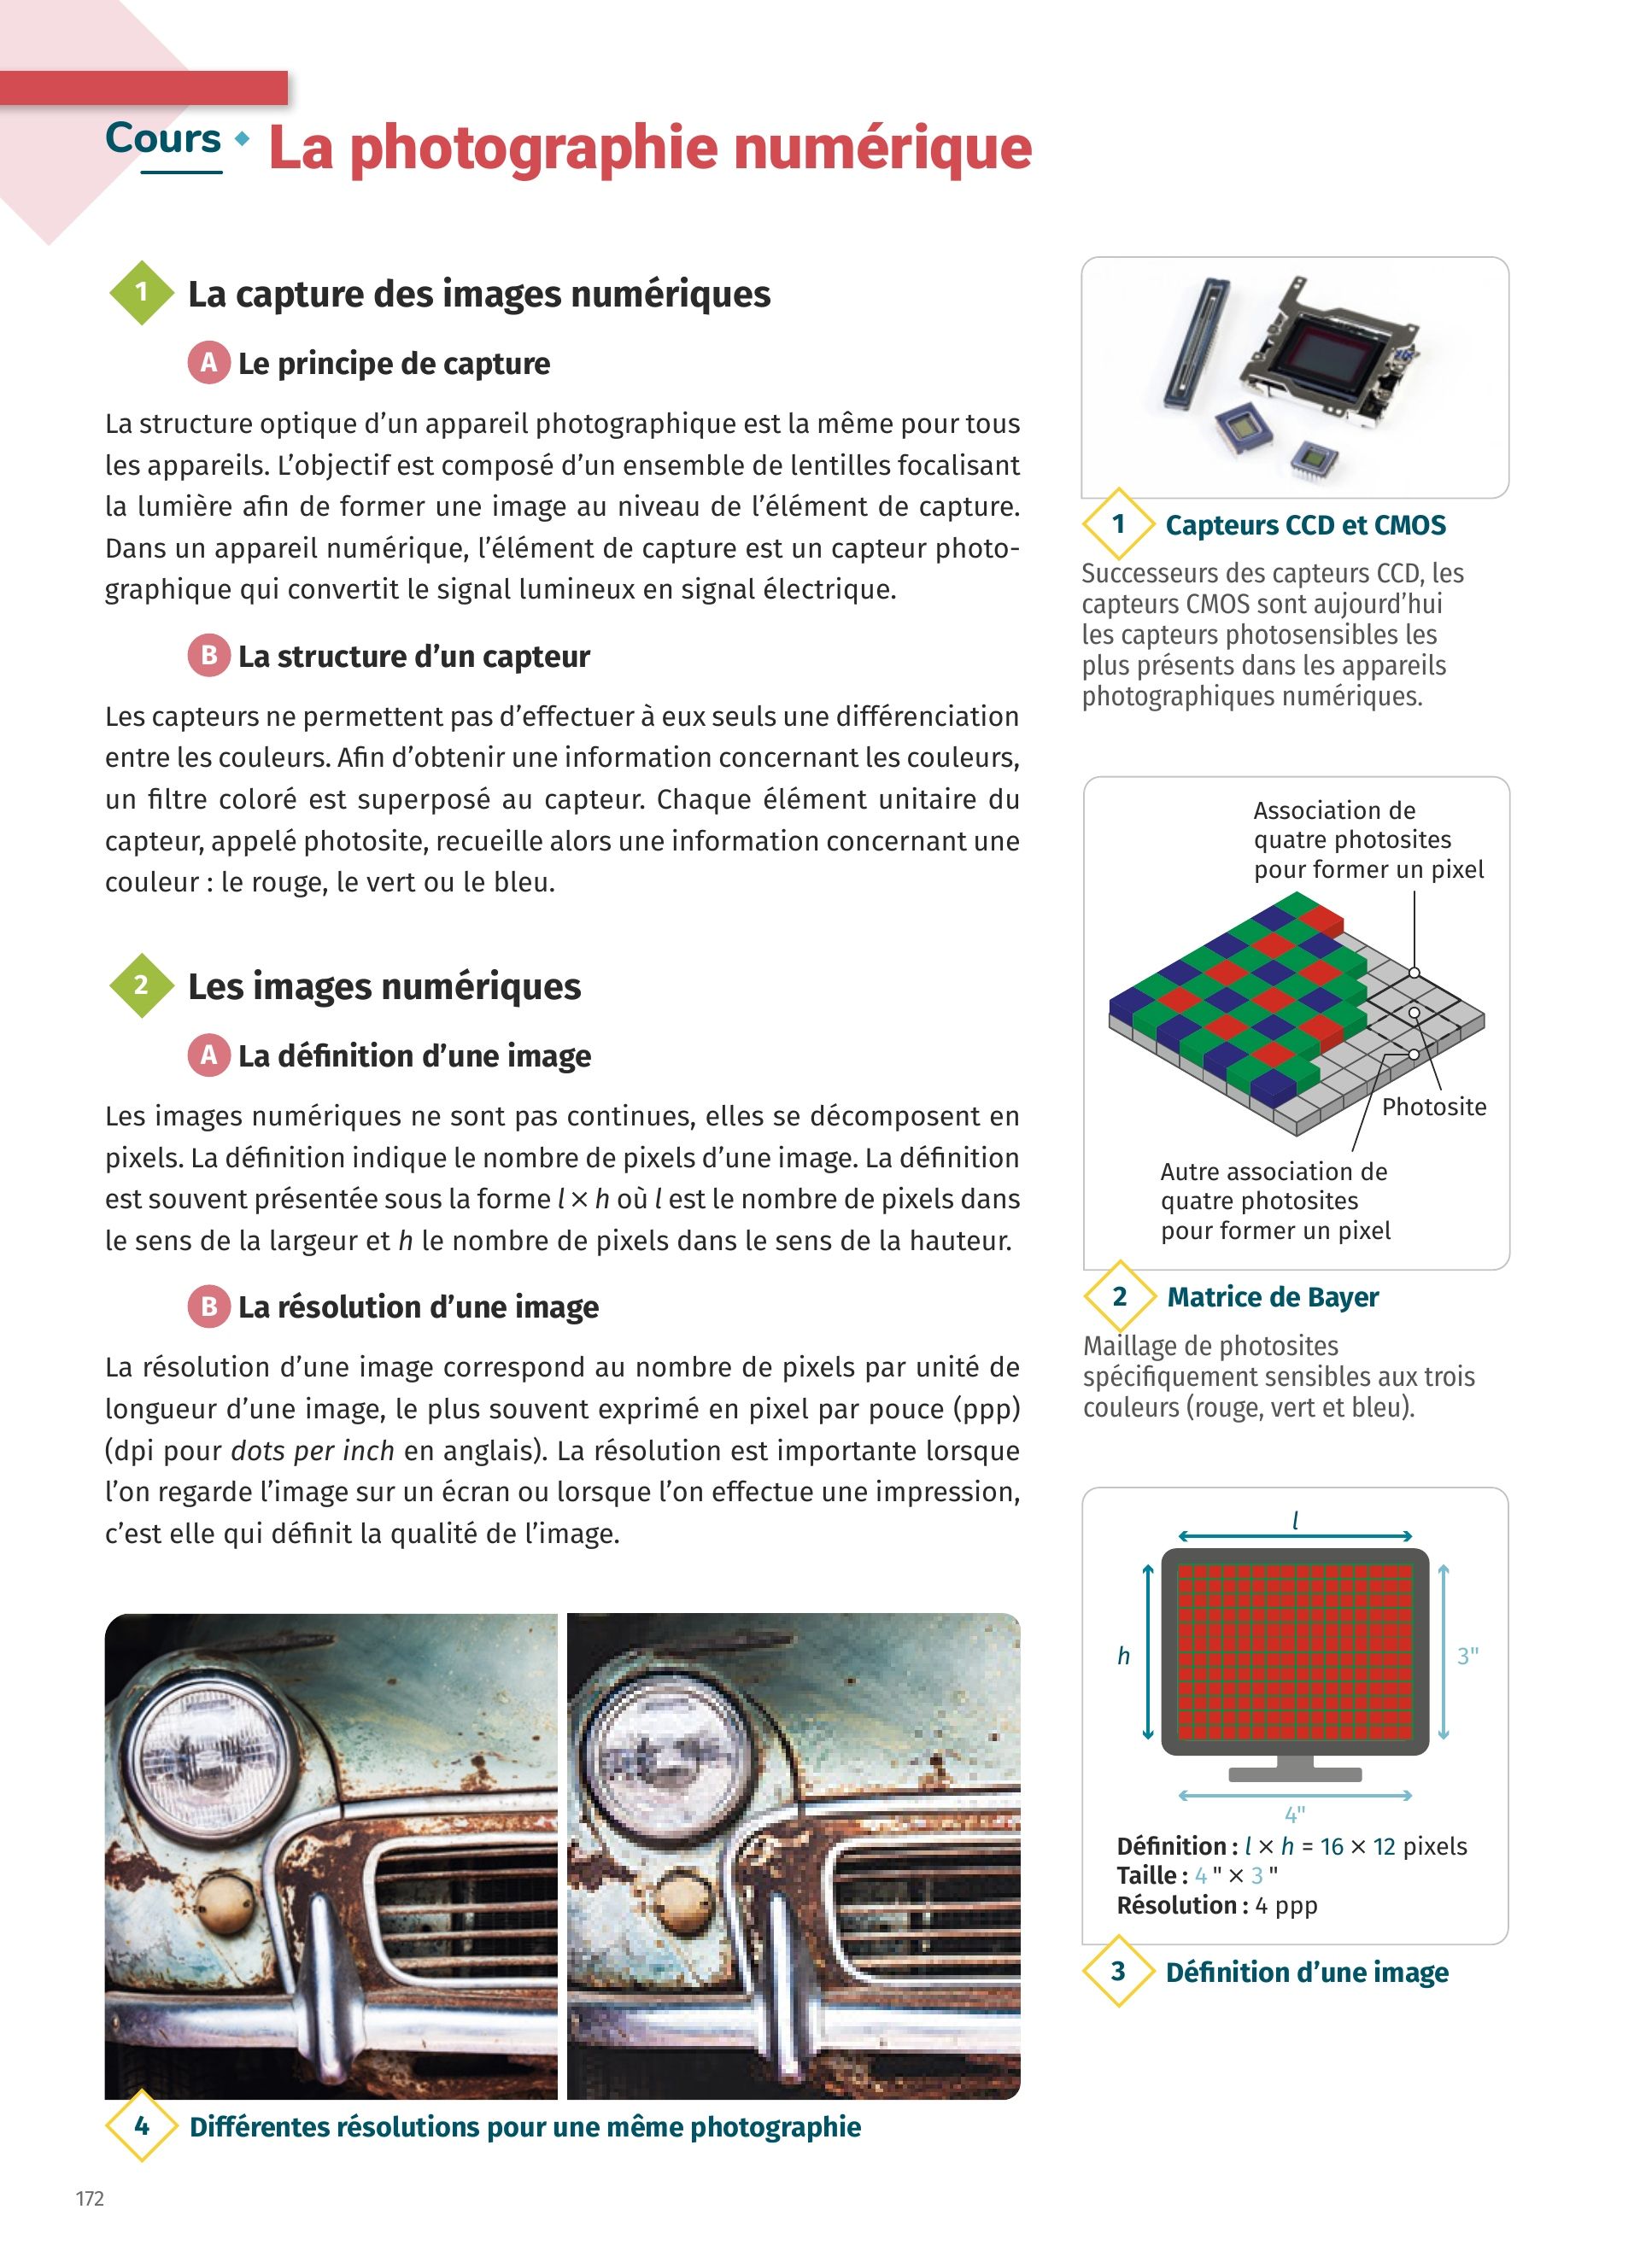 Cours
La photographie numérique
1
La capture des images numériques
A Le principe de capture
La structure optique d’un appareil photographique est la même pour tous
les appareils. L’objectif est composé d’un ensemble de lentilles focalisant
la lumière afin de former une image au niveau de l’élément de capture.
Dans un appareil numérique, l’élément de capture est un capteur photo-
graphique qui convertit le signal lumineux en signal électrique.
B La structure d’un capteur
Les capteurs ne permettent pas d’effectuer à eux seuls une différenciation
entre les couleurs. Afin d’obtenir une information concernant les couleurs,
un filtre coloré est superposé au capteur. Chaque élément unitaire du
capteur, appelé photosite, recueille alors une information concernant une
couleur : le rouge, le vert ou le bleu.
2
Les images numériques
A La définition d’une image
Les images numériques ne sont pas continues, elles se décomposent en
pixels. La définition indique le nombre de pixels d’une image. La définition
est souvent présentée sous la forme l × h où l est le nombre de pixels dans
le sens de la largeur et h le nombre de pixels dans le sens de la hauteur.
B La résolution d’une image
La résolution d’une image correspond au nombre de pixels par unité de
longueur d’une image, le plus souvent exprimé en pixel par pouce (ppp)
(dpi pour dots per inch en anglais). La résolution est importante lorsque
l’on regarde l’image sur un écran ou lorsque l’on effectue une impression,
c’est elle qui définit la qualité de l’image.
4 Différentes résolutions pour une même photographie
1 Capteurs CCD et CMOS
Successeurs des capteurs CCD, les
capteurs CMOS sont aujourd’hui
les capteurs photosensibles les
plus présents dans les appareils
photographiques numériques.
Association de
quatre photosites
pour former un pixel
Photosite
Autre association de
quatre photosites
pour former un pixel
2 Matrice de Bayer
Maillage de photosites
spécifiquement sensibles aux trois
couleurs (rouge, vert et bleu).
l
h
3"
4"
Définition : l × h = 16 × 12 pixels
Taille : 4 " × 3 "
Résolution : 4 ppp
3 Définition d’une image
172